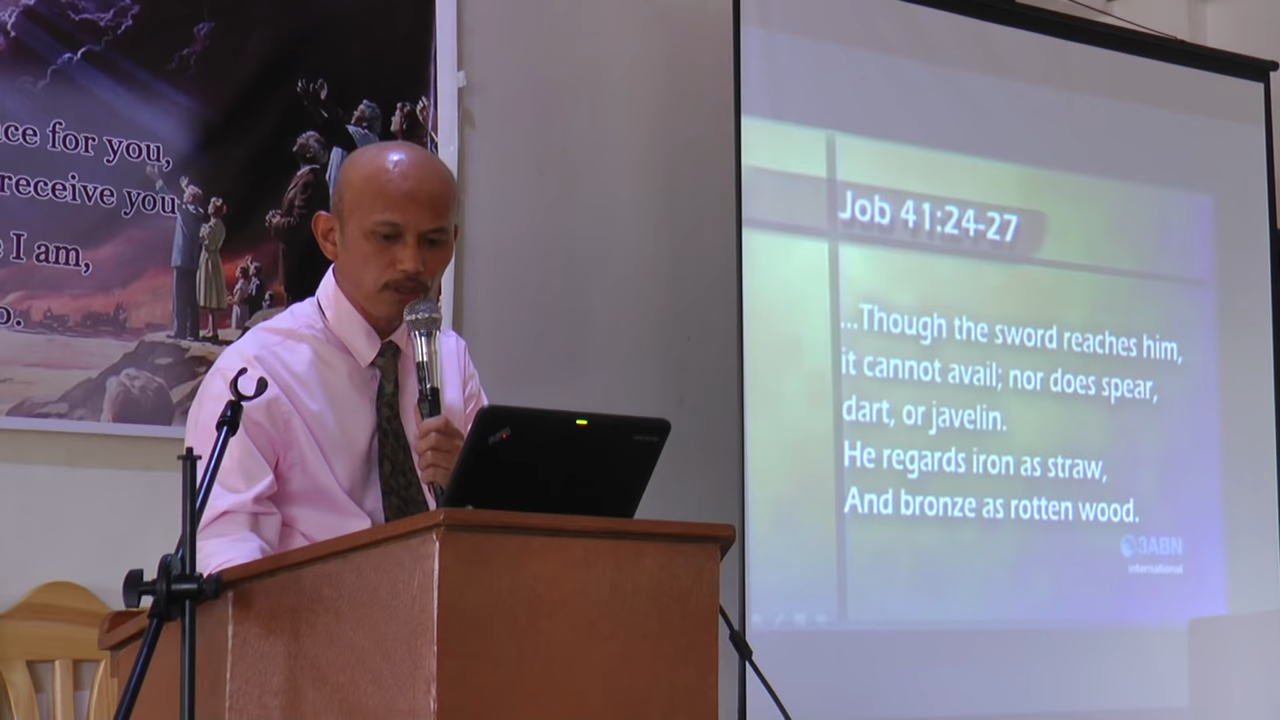 ce for you,
receive you
I am,
o.
Job 41:24-27
...Though the sword reaches him,
it cannot avail; nor does spear,
dart, or javelin.
He regards iron as straw,
And bronze as rotten wood.
3ABN
international